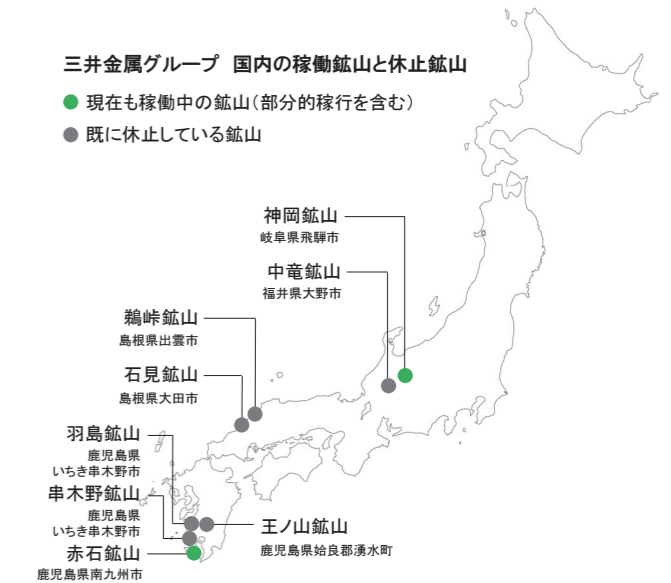 三井金属グループ 国内の稼働鉱山と休止鉱山
現在も稼働中の鉱山(部分的稼行を含む)
既に休止している鉱山
神岡鉱山
岐阜県飛騨市
中竜鉱山
福井県大野市
鵜峠鉱山
島根県出雲市
石見鉱山
島根県大田市
羽島鉱山
鹿児島県
いちき串木野市
串木野鉱山
鹿児島県
いちき串木野市
赤石鉱山
鹿児島県南九州市
王ノ山鉱山
鹿児島県姶良郡湧水町